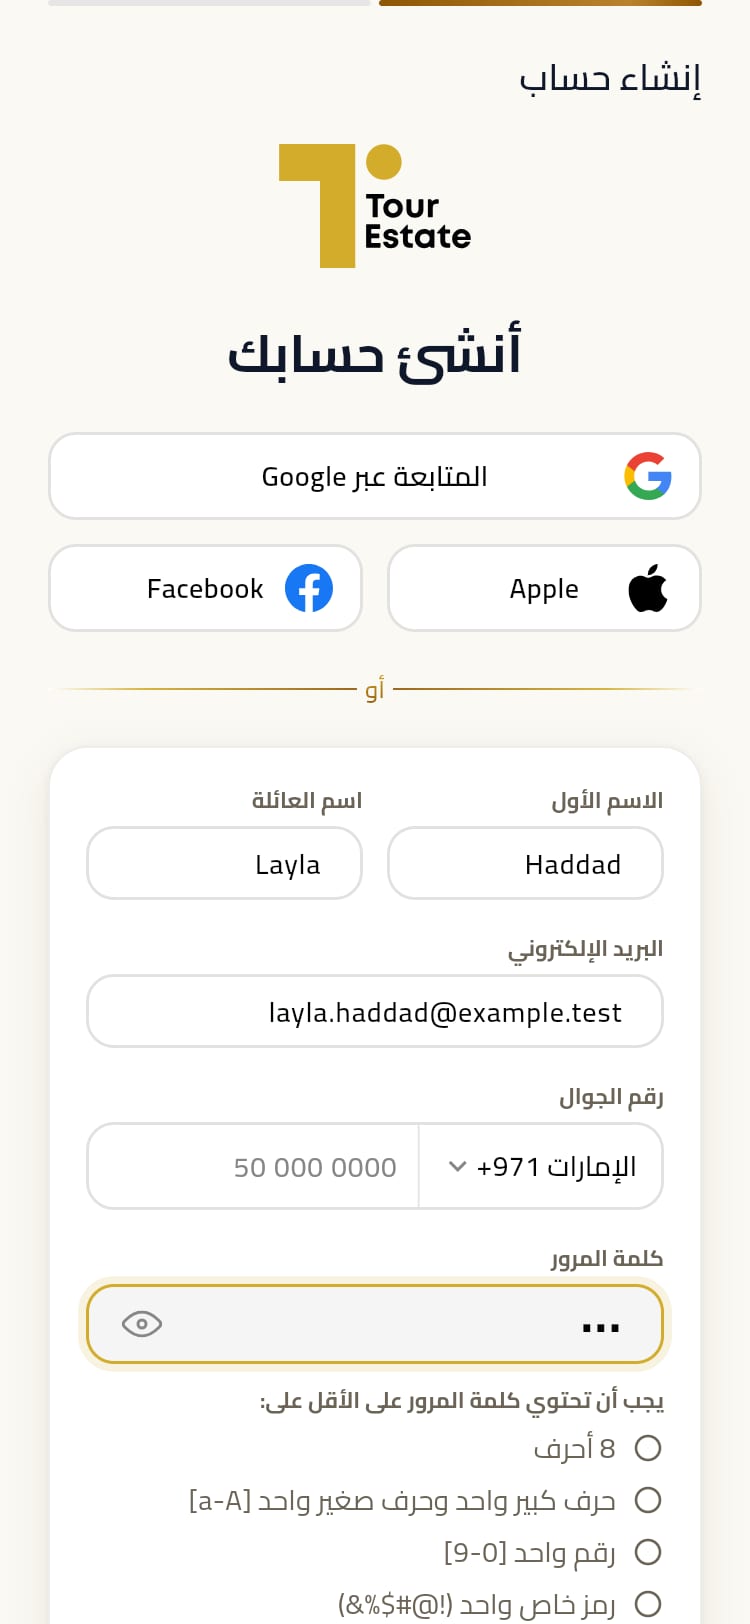 إنشاء حساب
Tour
Estate
أنشئ حسابك
المتابعة عبر Google
Apple
Facebook
أو
الاسم الأول
اسم العائلة
Haddad
Layla
البريد الإلكتروني
layla.haddad@example.test
رقم الجوال
الإمارات 971+
50 000 0000
كلمة المرور
يجب أن تحتوي كلمة المرور على الأقل على:
8 أحرف
حرف كبير واحد وحرف صغير واحد [a-A]
رقم واحد [0-9]
رمز خاص واحد (!@#$%&)